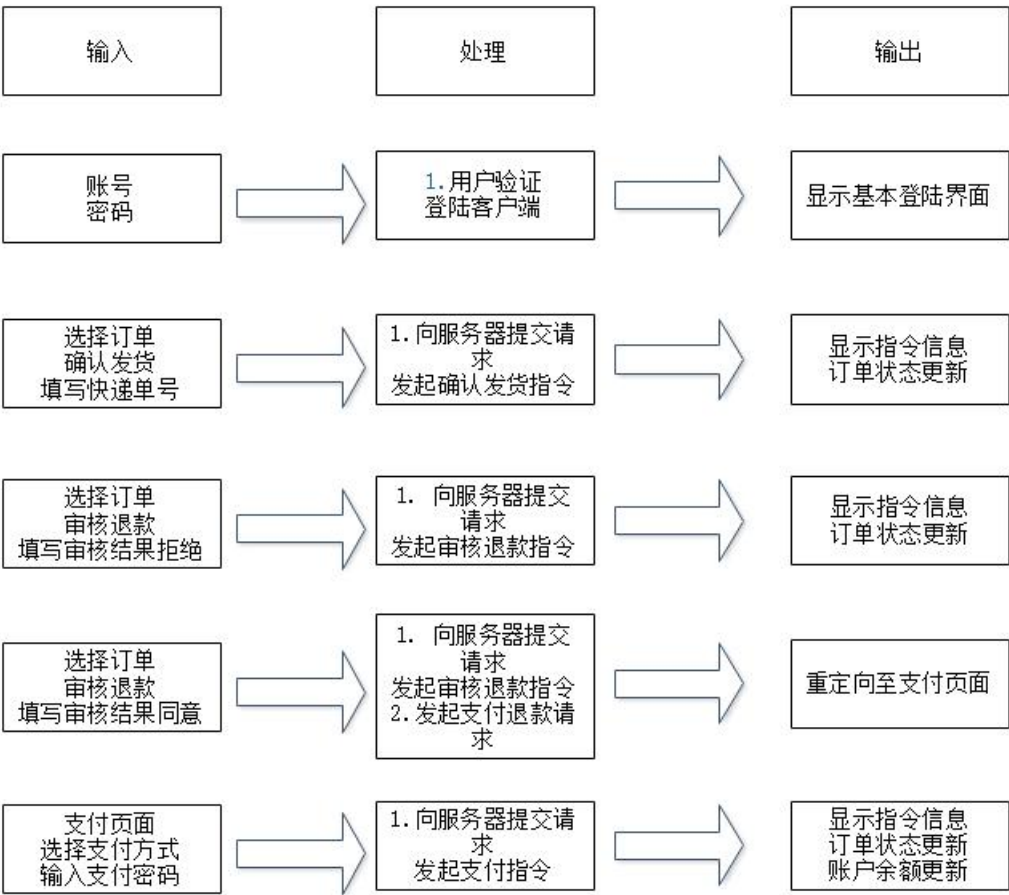 输入
处理
输出
账号
密码
1.用户验证
登陆客户端
显示基本登陆界面
选择订单
确认发货
填写快递单号
1.向服务器提交请
求
发起确认发货指令
显示指令信息
订单状态更新
选择订单
审核退款
填写审核结果拒绝
1. 向服务器提交
请求
发起审核退款指令
显示指令信息
订单状态更新
选择订单
审核退款
填写审核结果同意
1. 向服务器提交
请求
发起审核退款指令
2.发起支付退款请
求
重定向至支付页面
支付页面
选择支付方式
输入支付密码
1.向服务器提交请
求
发起支付指令
显示指令信息
订单状态更新
账户余额更新